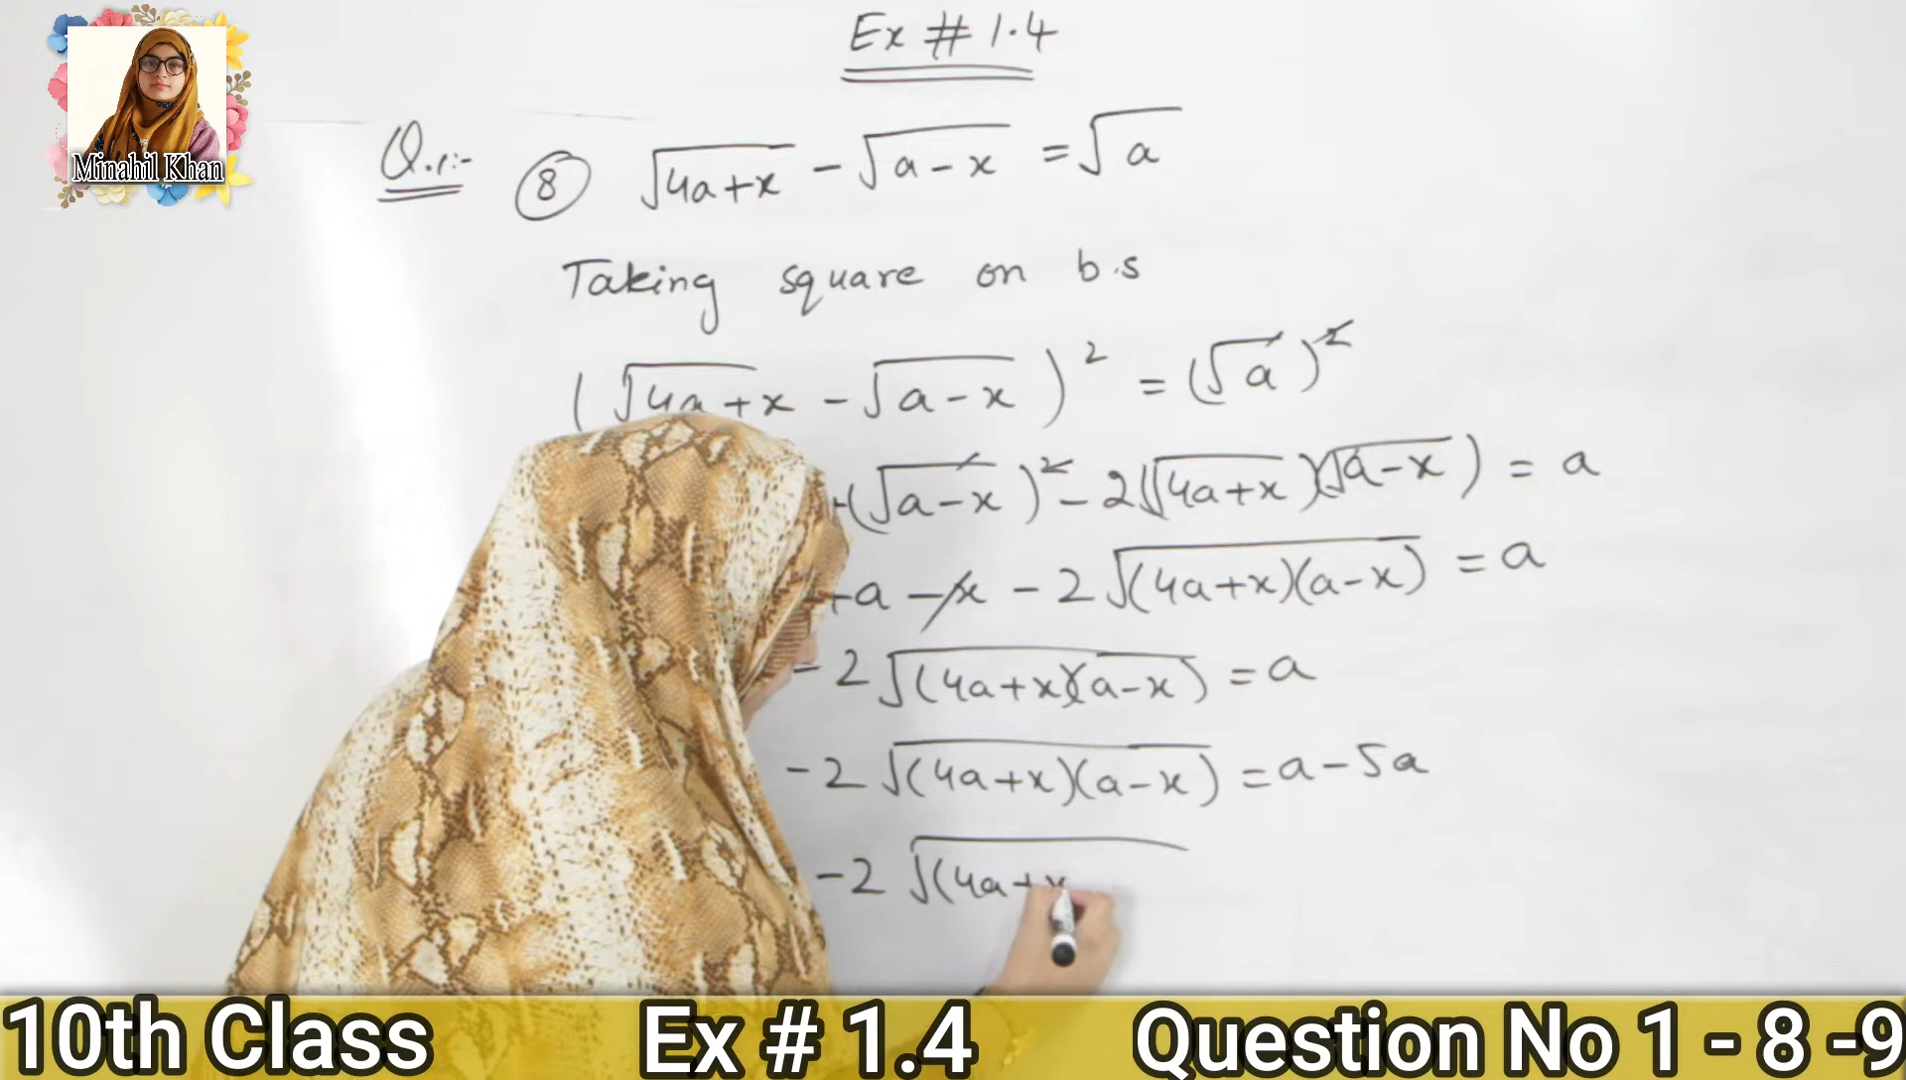 Minahil Khan
Ex # 1.4
Q.1:- (8) √(4a+x) - √(a-x) = √a
Taking square on b.s
(√(4a+x) - √(a-x))² = (√a)²
(√(a-x))² - 2(√(4a+x))(√(a-x)) = a
+a - x - 2√((4a+x)(a-x)) = a
- 2√((4a+x)(a-x)) = a
- 2√((4a+x)(a-x)) = a - 5a
- 2√((4a+x
10th Class Ex # 1.4 Question No 1 - 8 -9